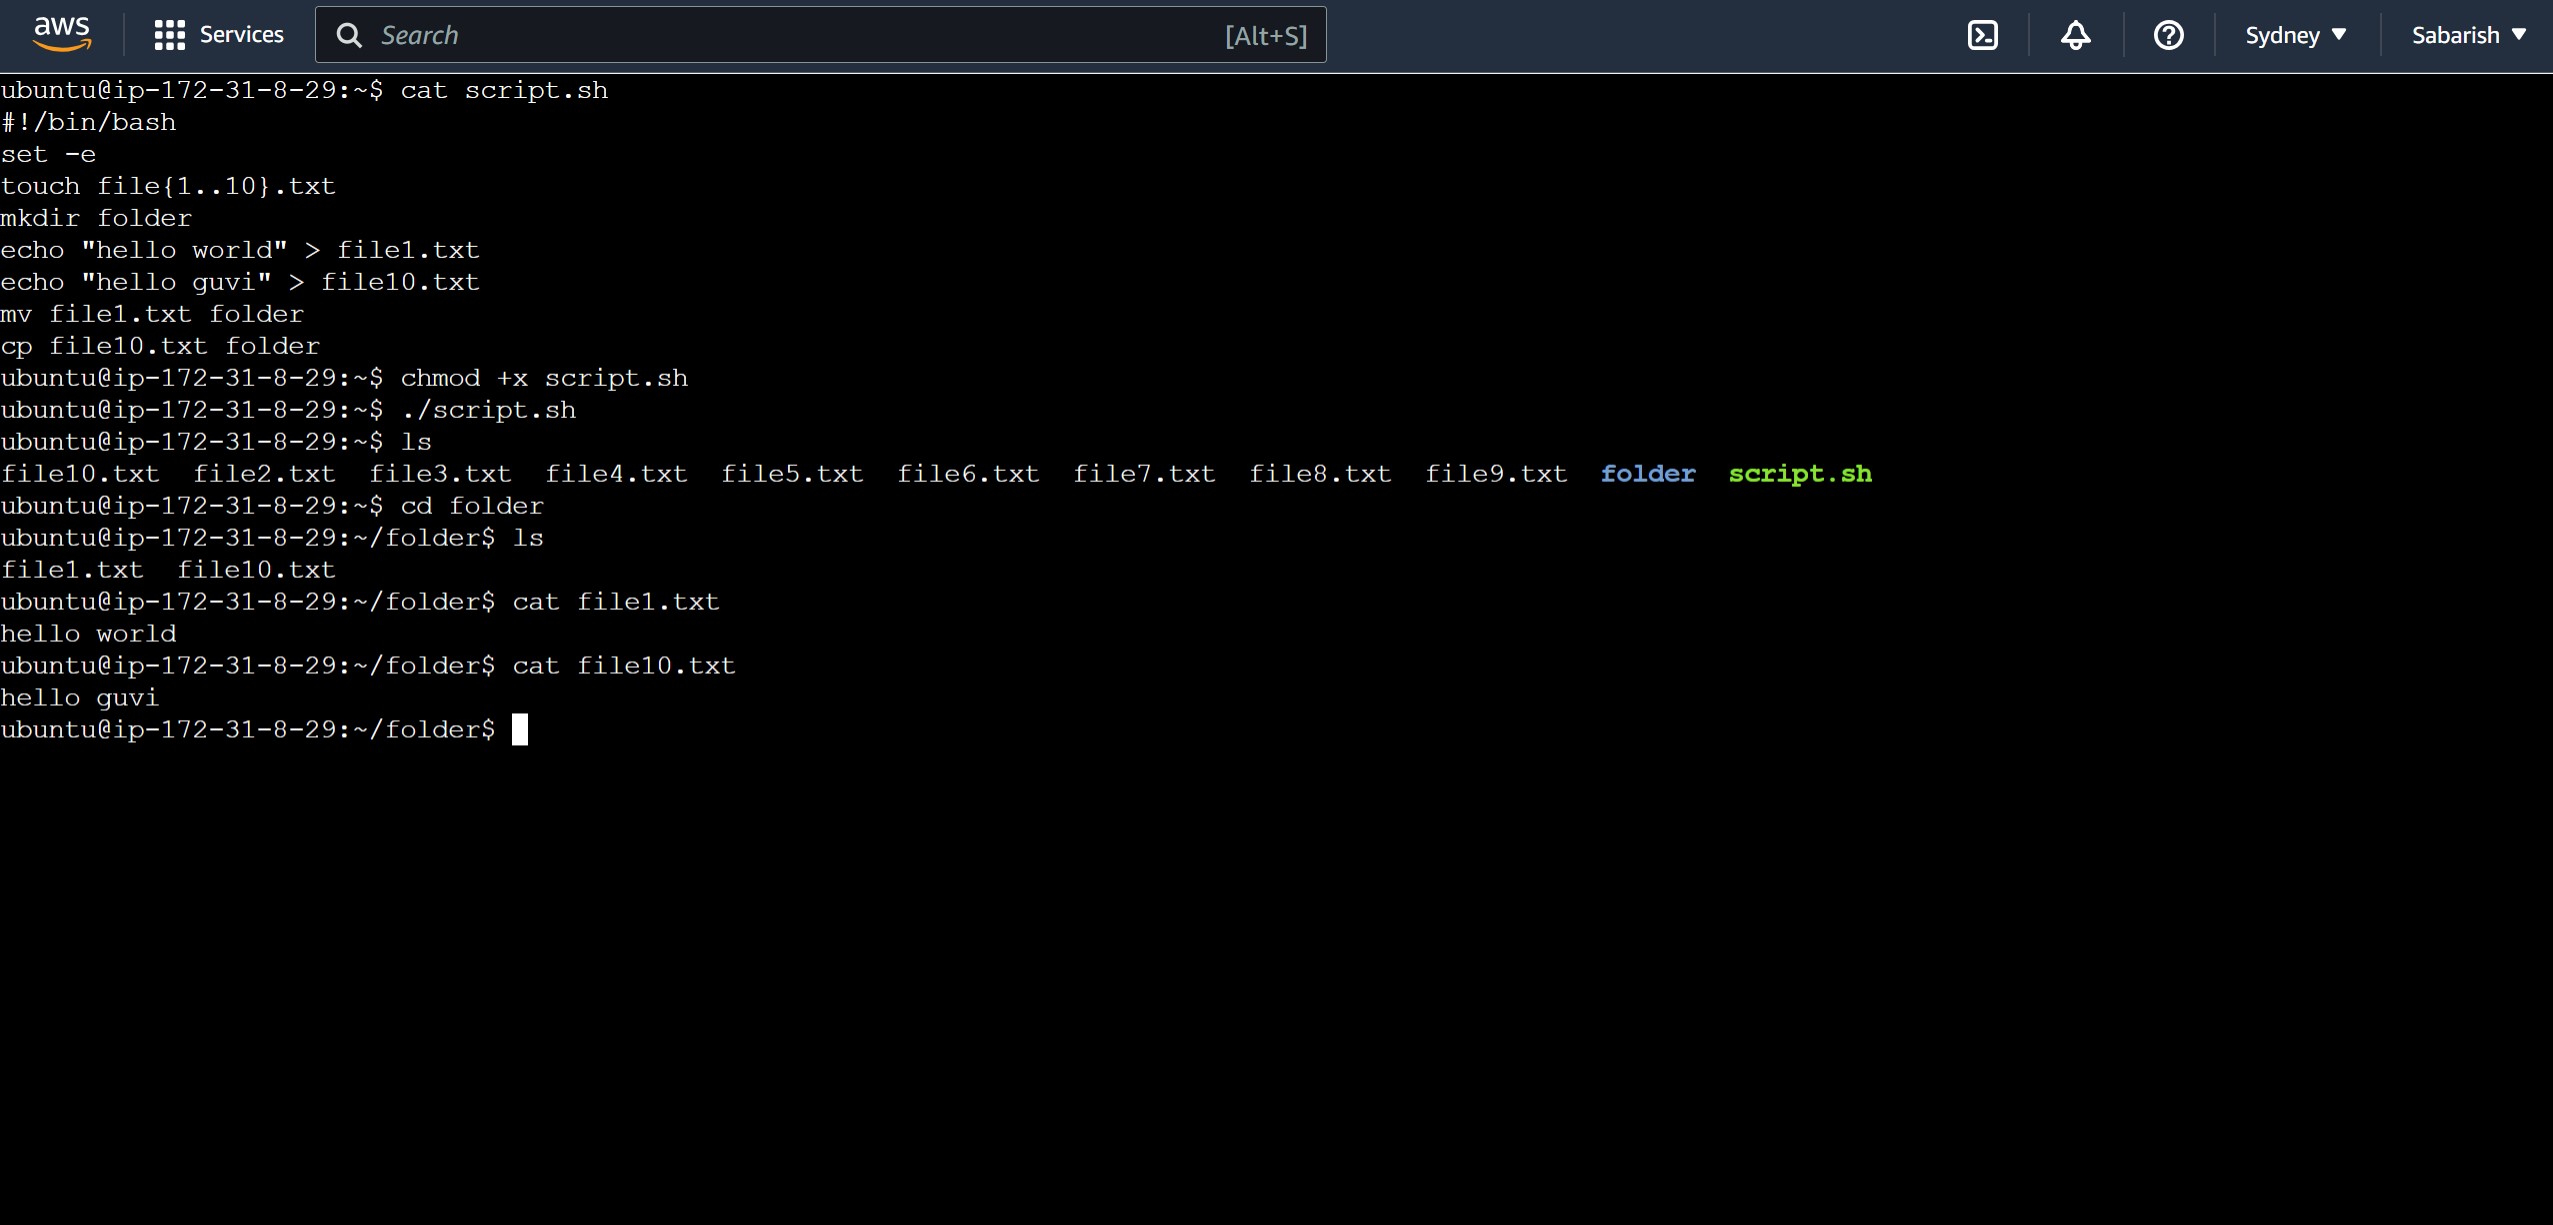 aws Services Search [Alt+S] Sydney Sabarish
ubuntu@ip-172-31-8-29:~$ cat script.sh
#!/bin/bash
set -e
touch file{1..10}.txt
mkdir folder
echo "hello world" > file1.txt
echo "hello guvi" > file10.txt
mv file1.txt folder
cp file10.txt folder
ubuntu@ip-172-31-8-29:~$ chmod +x script.sh
ubuntu@ip-172-31-8-29:~$ ./script.sh
ubuntu@ip-172-31-8-29:~$ ls
file10.txt  file2.txt  file3.txt  file4.txt  file5.txt  file6.txt  file7.txt  file8.txt  file9.txt  folder  script.sh
ubuntu@ip-172-31-8-29:~$ cd folder
ubuntu@ip-172-31-8-29:~/folder$ ls
file1.txt  file10.txt
ubuntu@ip-172-31-8-29:~/folder$ cat file1.txt
hello world
ubuntu@ip-172-31-8-29:~/folder$ cat file10.txt
hello guvi
ubuntu@ip-172-31-8-29:~/folder$